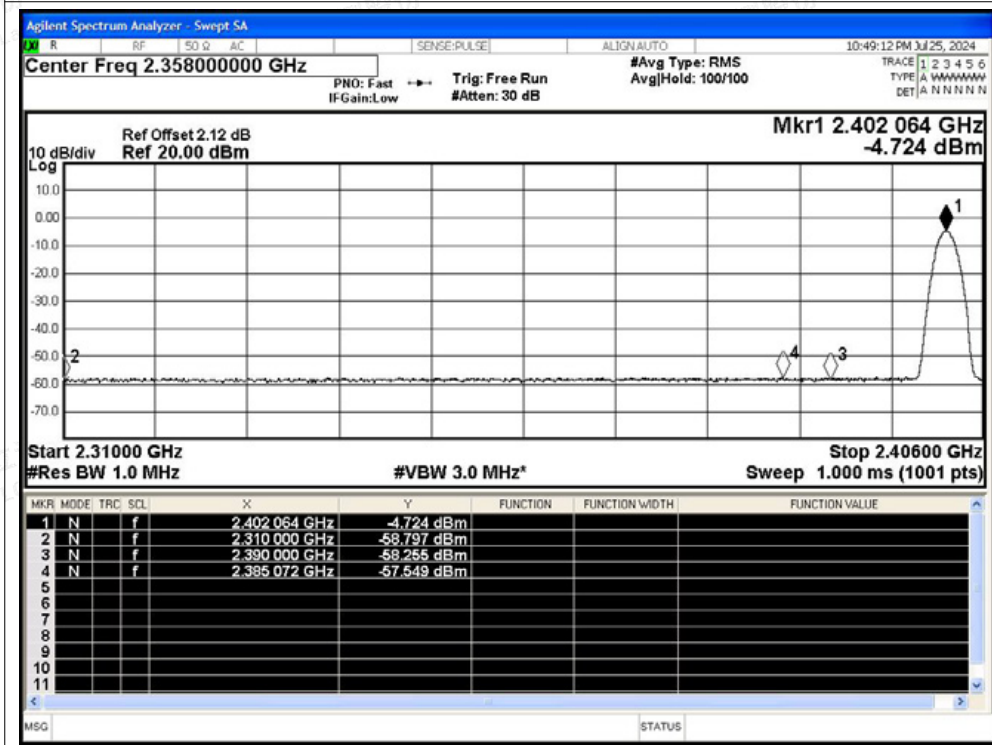 Agilent Spectrum Analyzer - Swept SA
R RF 50 Ω AC SENSE:PULSE ALIGN AUTO 10:49:12 PM Jul 25, 2024
Center Freq 2.358000000 GHz #Avg Type: RMS TRACE 1 2 3 4 5 6
PNO: Fast Trig: Free Run Avg|Hold: 100/100 TYPE A WWWWW
IFGain:Low #Atten: 30 dB DET A N N N N N
Mkr1 2.402 064 GHz
-4.724 dBm
Ref Offset 2.12 dB
10 dB/div Ref 20.00 dBm
Log
10.0
0.00
-10.0
-20.0
-30.0
-40.0
-50.0
-60.0
-70.0
1
2
4
3
Start 2.31000 GHz Stop 2.40600 GHz
#Res BW 1.0 MHz #VBW 3.0 MHz* Sweep 1.000 ms (1001 pts)
MKR MODE TRC SCL X Y FUNCTION FUNCTION WIDTH FUNCTION VALUE
1 N f 2.402 064 GHz -4.724 dBm
2 N f 2.310 000 GHz -58.797 dBm
3 N f 2.390 000 GHz -58.255 dBm
4 N f 2.385 072 GHz -57.549 dBm
5
6
7
8
9
10
11
MSG STATUS